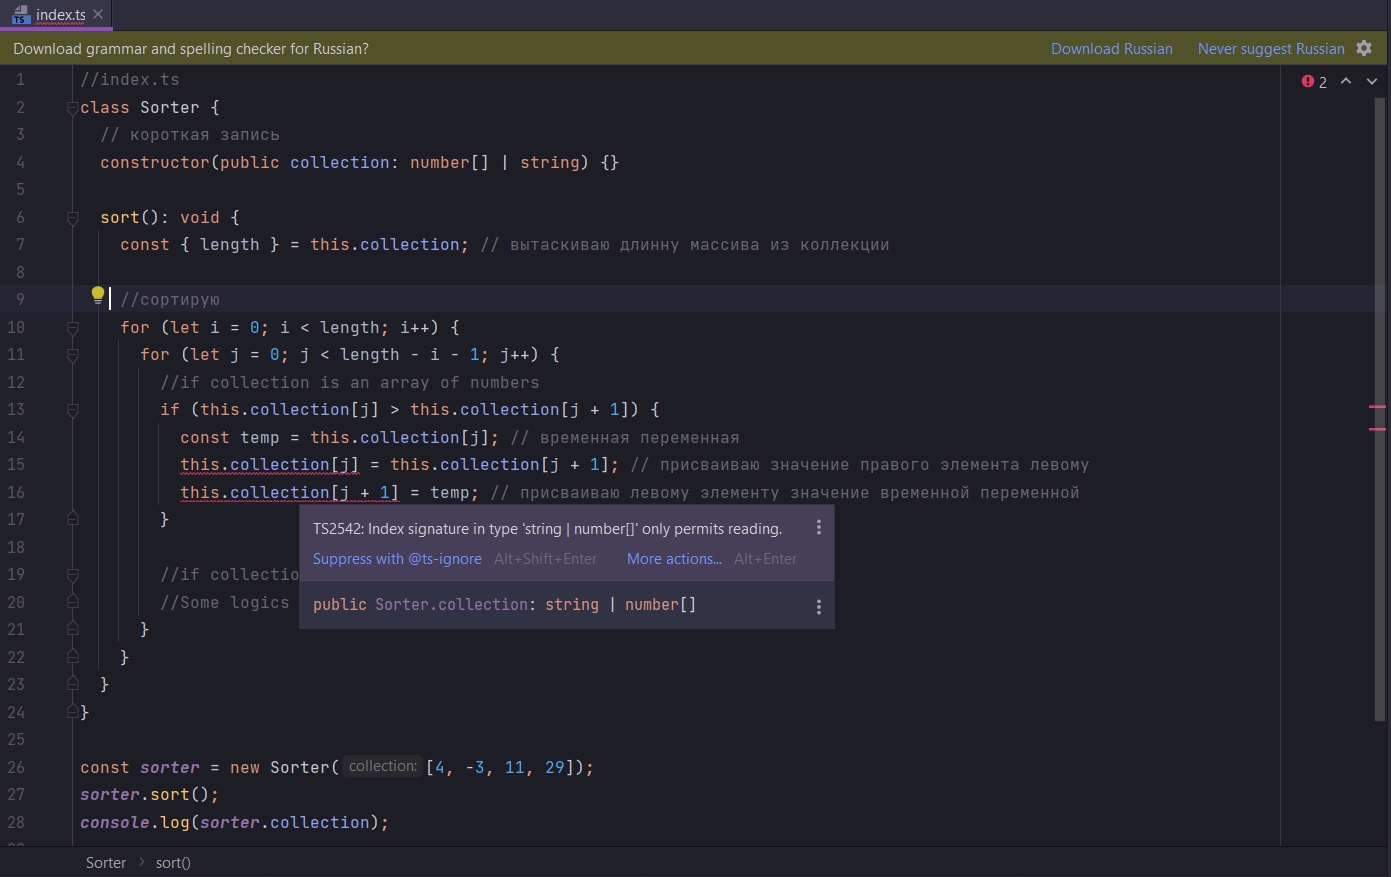 index.ts
Download grammar and spelling checker for Russian? Download Russian Never suggest Russian
1 //index.ts 2
2 class Sorter {
3 // короткая запись
4 constructor(public collection: number[] | string) {}
5
6 sort(): void {
7 const { length } = this.collection; // вытаскиваю длинну массива из коллекции
8
9 //сортирую
10 for (let i = 0; i < length; i++) {
11 for (let j = 0; j < length - i - 1; j++) {
12 //if collection is an array of numbers
13 if (this.collection[j] > this.collection[j + 1]) {
14 const temp = this.collection[j]; // временная переменная
15 this.collection[j] = this.collection[j + 1]; // присваиваю значение правого элемента левому
16 this.collection[j + 1] = temp; // присваиваю левому элементу значение временной переменной
17 }
TS2542: Index signature in type 'string | number[]' only permits reading.
18
Suppress with @ts-ignore Alt+Shift+Enter More actions... Alt+Enter
19 //if collectio
20 //Some logics
public Sorter.collection: string | number[]
21 }
22 }
23 }
24 }
25
26 const sorter = new Sorter( collection: [4, -3, 11, 29]);
27 sorter.sort();
28 console.log(sorter.collection);
Sorter > sort()